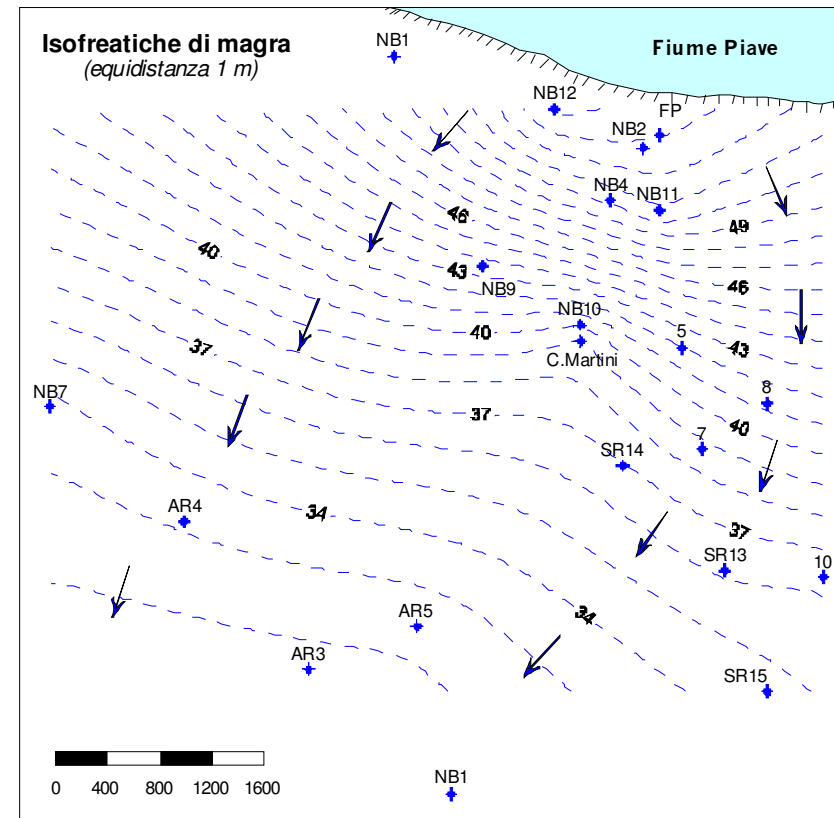 Isofreatiche di magra
(equidistanza 1 m)
NB1
Fiume Piave
NB12
FP
NB2
NB4
NB11
46
49
40
43
NB9
46
NB10
40
5
43
C.Martini
37
NB7
8
37
40
7
SR14
AR4
34
37
SR13
10
AR5
34
AR3
SR15
0 400 800 1200 1600
NB1